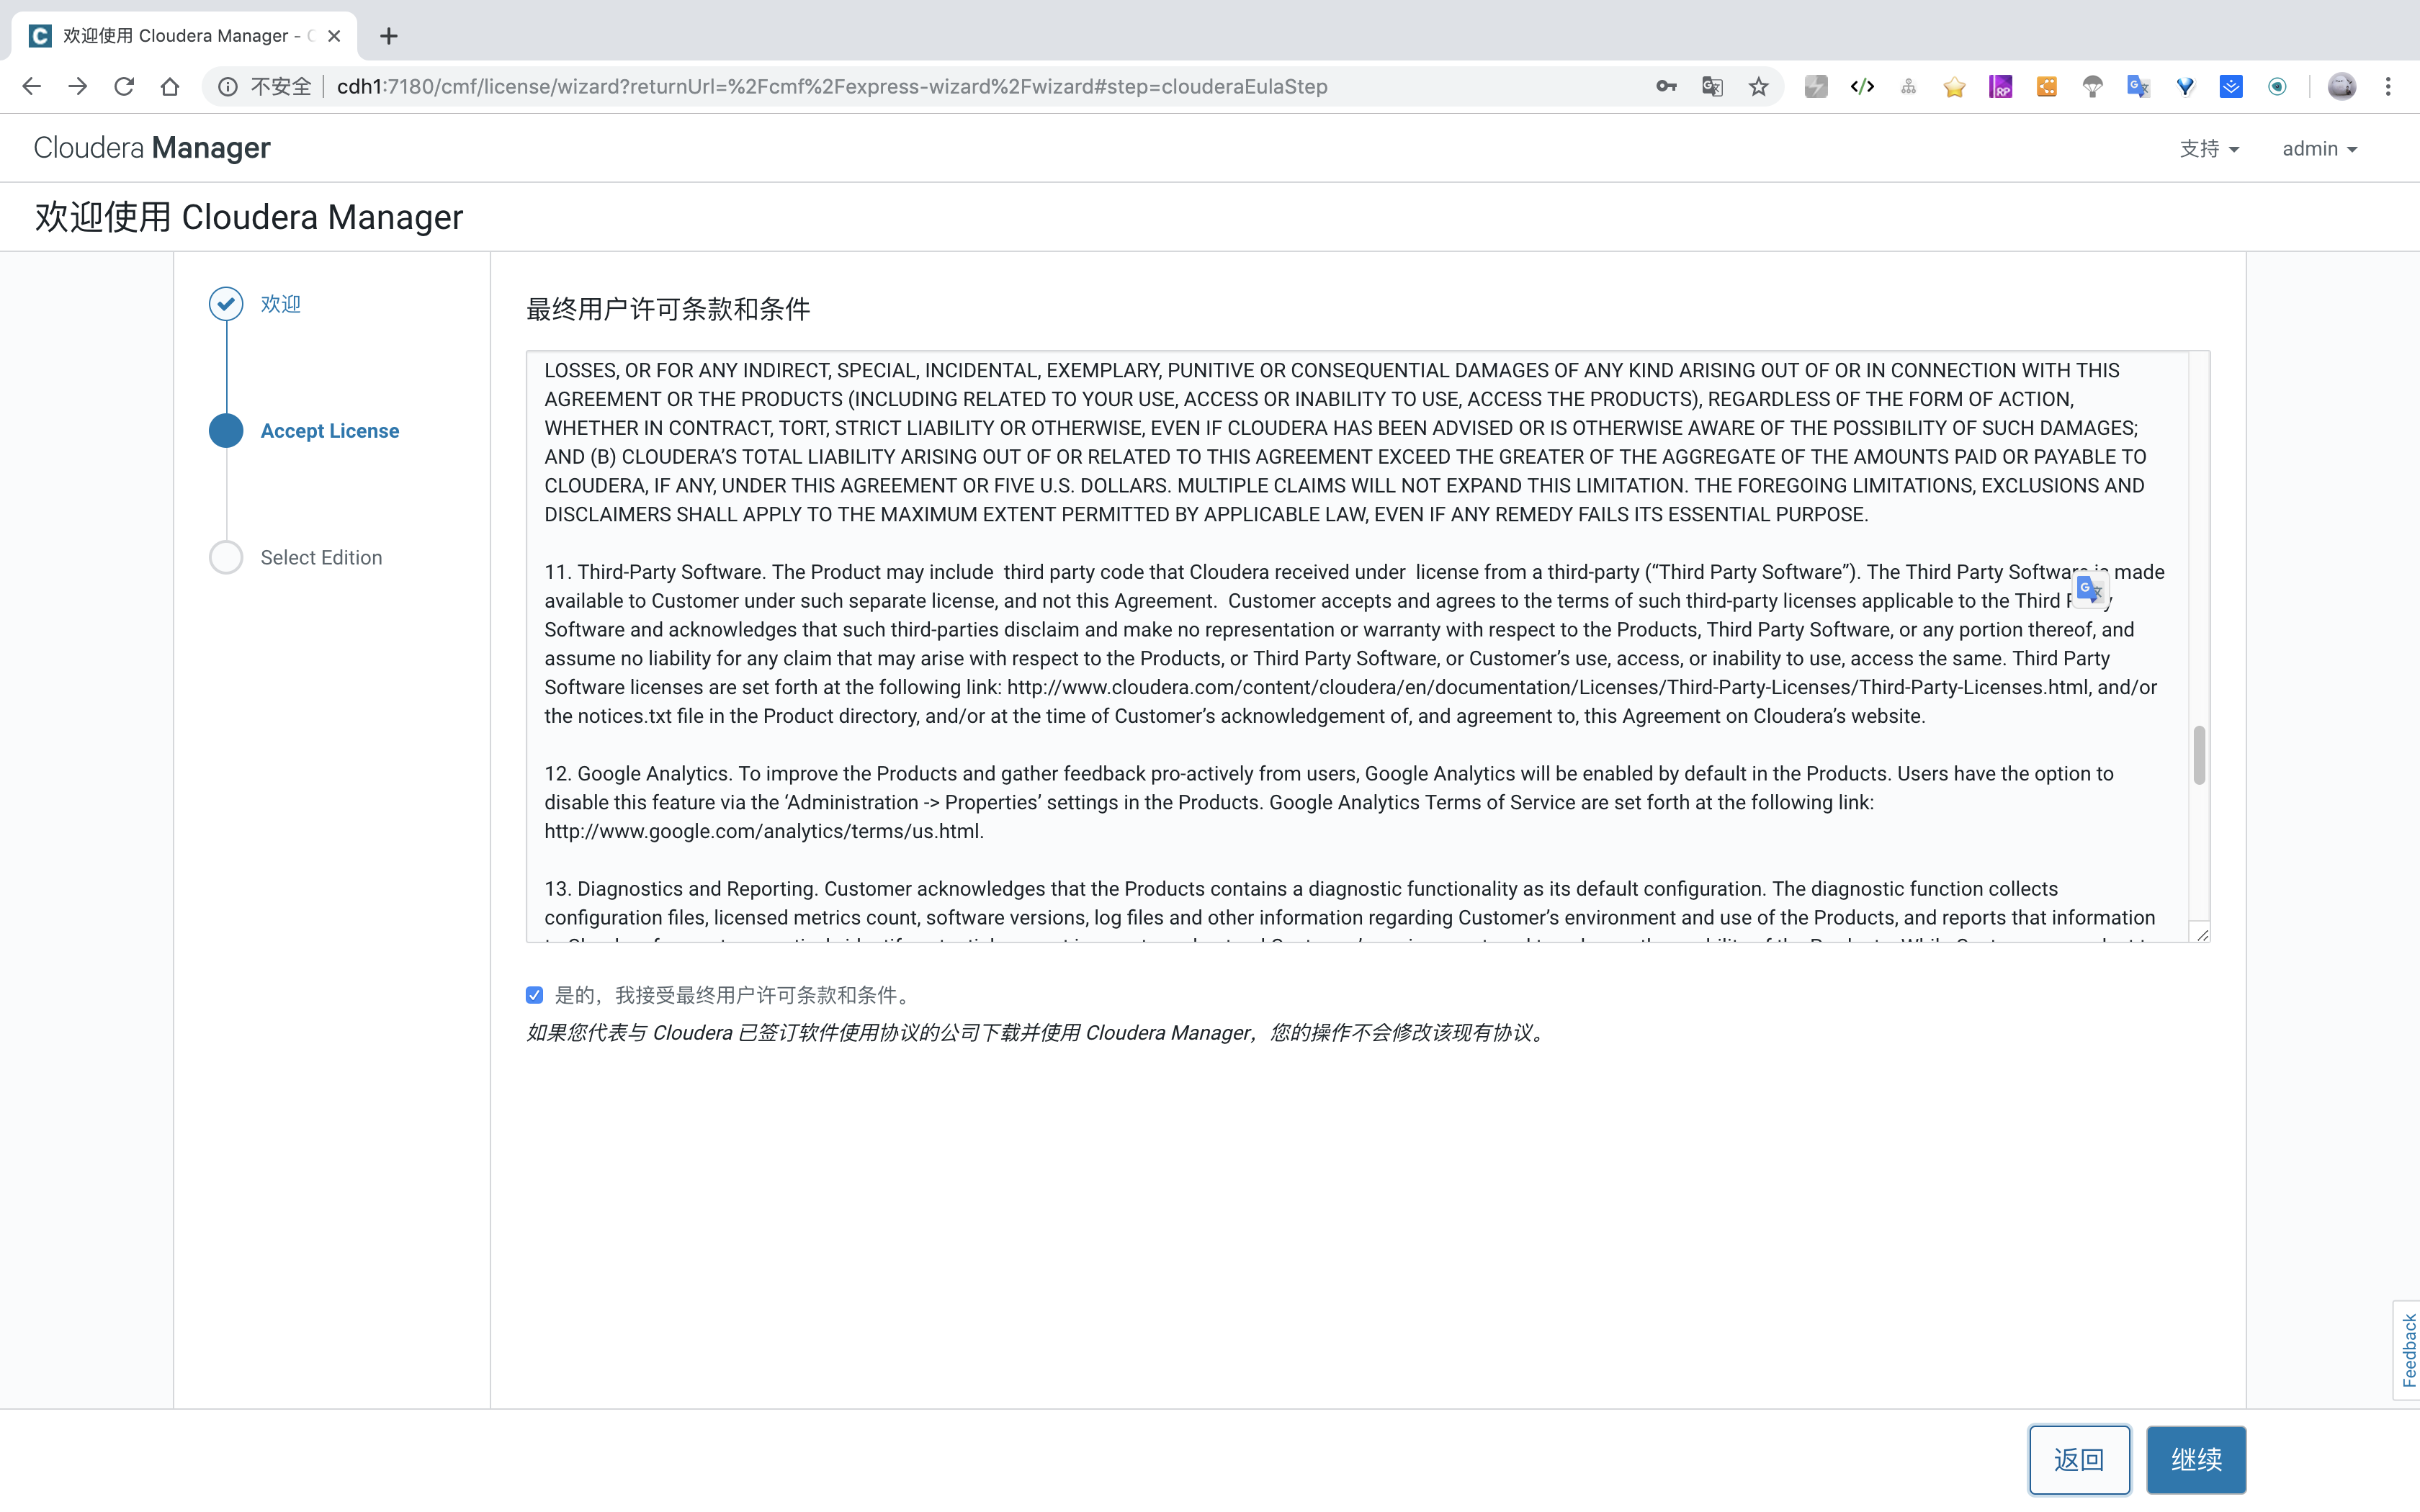 欢迎使用 Cloudera Manager -
不安全 cdh1:7180/cmf/license/wizard?returnUrl=%2Fcmf%2Fexpress-wizard%2Fwizard#step=clouderaEulaStep
Cloudera Manager 支持 admin
欢迎使用 Cloudera Manager
欢迎
Accept License
Select Edition
最终用户许可条款和条件
LOSSES, OR FOR ANY INDIRECT, SPECIAL, INCIDENTAL, EXEMPLARY, PUNITIVE OR CONSEQUENTIAL DAMAGES OF ANY KIND ARISING OUT OF OR IN CONNECTION WITH THIS
AGREEMENT OR THE PRODUCTS (INCLUDING RELATED TO YOUR USE, ACCESS OR INABILITY TO USE, ACCESS THE PRODUCTS), REGARDLESS OF THE FORM OF ACTION,
WHETHER IN CONTRACT, TORT, STRICT LIABILITY OR OTHERWISE, EVEN IF CLOUDERA HAS BEEN ADVISED OR IS OTHERWISE AWARE OF THE POSSIBILITY OF SUCH DAMAGES;
AND (B) CLOUDERA’S TOTAL LIABILITY ARISING OUT OF OR RELATED TO THIS AGREEMENT EXCEED THE GREATER OF THE AGGREGATE OF THE AMOUNTS PAID OR PAYABLE TO
CLOUDERA, IF ANY, UNDER THIS AGREEMENT OR FIVE U.S. DOLLARS. MULTIPLE CLAIMS WILL NOT EXPAND THIS LIMITATION. THE FOREGOING LIMITATIONS, EXCLUSIONS AND
DISCLAIMERS SHALL APPLY TO THE MAXIMUM EXTENT PERMITTED BY APPLICABLE LAW, EVEN IF ANY REMEDY FAILS ITS ESSENTIAL PURPOSE.
11. Third-Party Software. The Product may include  third party code that Cloudera received under  license from a third-party (“Third Party Software”). The Third Party Software is made
available to Customer under such separate license, and not this Agreement.  Customer accepts and agrees to the terms of such third-party licenses applicable to the Third
Software and acknowledges that such third-parties disclaim and make no representation or warranty with respect to the Products, Third Party Software, or any portion thereof, and
assume no liability for any claim that may arise with respect to the Products, or Third Party Software, or Customer’s use, access, or inability to use, access the same. Third Party
Software licenses are set forth at the following link: http://www.cloudera.com/content/cloudera/en/documentation/Licenses/Third-Party-Licenses/Third-Party-Licenses.html, and/or
the notices.txt file in the Product directory, and/or at the time of Customer’s acknowledgement of, and agreement to, this Agreement on Cloudera’s website.
12. Google Analytics. To improve the Products and gather feedback pro-actively from users, Google Analytics will be enabled by default in the Products. Users have the option to
disable this feature via the ‘Administration -> Properties’ settings in the Products. Google Analytics Terms of Service are set forth at the following link:
http://www.google.com/analytics/terms/us.html.
13. Diagnostics and Reporting. Customer acknowledges that the Products contains a diagnostic functionality as its default configuration. The diagnostic function collects
configuration files, licensed metrics count, software versions, log files and other information regarding Customer’s environment and use of the Products, and reports that information
是的，我接受最终用户许可条款和条件。
如果您代表与 Cloudera 已签订软件使用协议的公司下载并使用 Cloudera Manager，您的操作不会修改该现有协议。
Feedback
返回 继续